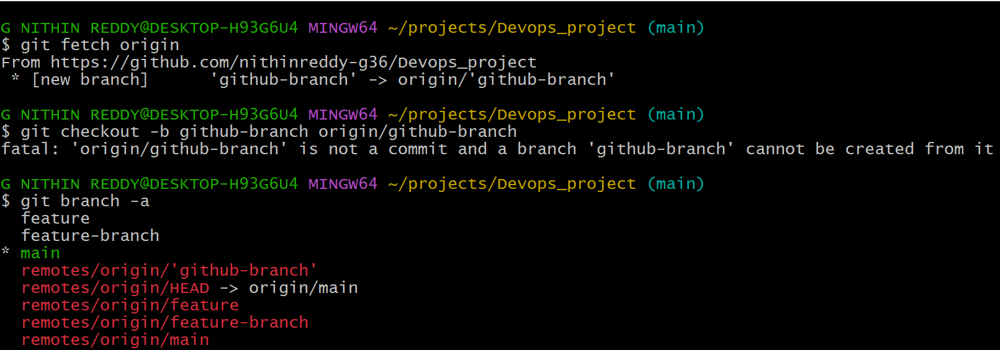 G NITHIN REDDY@DESKTOP-H93G6U4 MINGW64 ~/projects/Devops_project (main)
$ git fetch origin
From https://github.com/nithinreddy-g36/Devops_project
 * [new branch]      'github-branch' -> origin/'github-branch'
G NITHIN REDDY@DESKTOP-H93G6U4 MINGW64 ~/projects/Devops_project (main)
$ git checkout -b github-branch origin/github-branch
fatal: 'origin/github-branch' is not a commit and a branch 'github-branch' cannot be created from it
G NITHIN REDDY@DESKTOP-H93G6U4 MINGW64 ~/projects/Devops_project (main)
$ git branch -a
  feature
  feature-branch
* main
  remotes/origin/'github-branch'
  remotes/origin/HEAD -> origin/main
  remotes/origin/feature
  remotes/origin/feature-branch
  remotes/origin/main